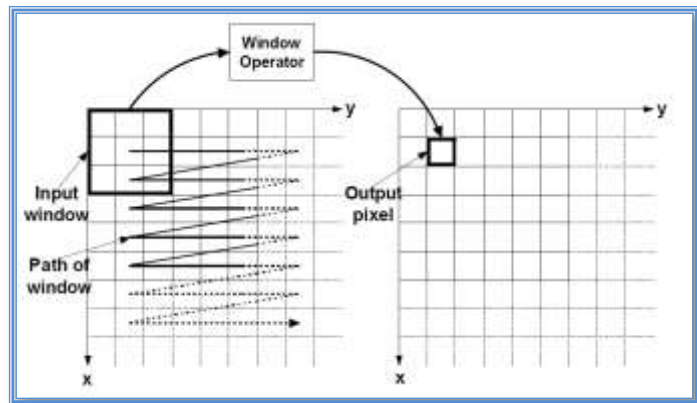 Window
Operator
y
y
Input
window
Output
pixel
Path of
window
x
x